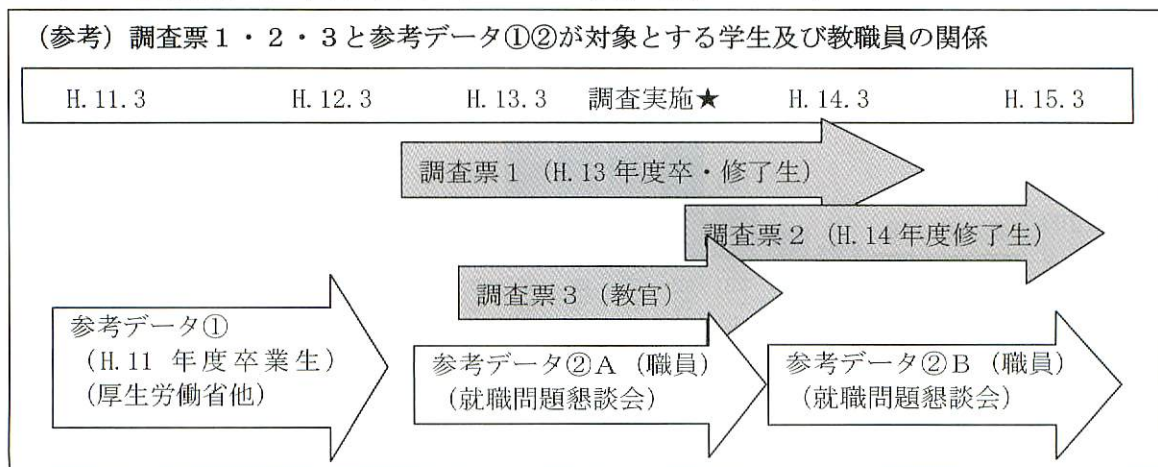 (参考) 調査票1・2・3と参考データ①②が対象とする学生及び教職員の関係
H.11.3 H.12.3 H.13.3 調査実施★ H.14.3 H.15.3
調査票1 (H.13年度卒・修了生)
調査票2 (H.14年度修了生)
調査票3 (教官)
参考データ①
(H.11 年度卒業生)
(厚生労働省他)
参考データ②A (職員)
(就職問題懇談会)
参考データ②B (職員)
(就職問題懇談会)